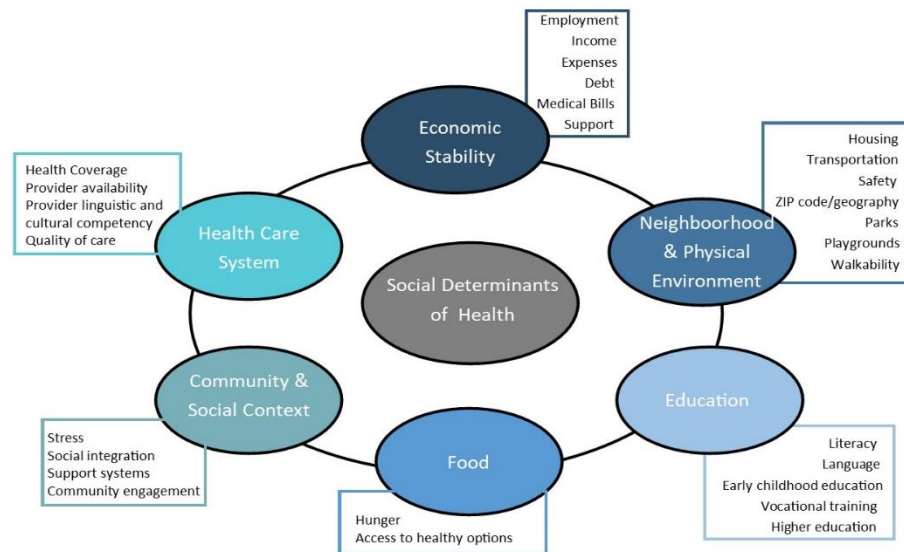 Employment
Income
Expenses
Debt
Medical Bills
Support
Economic
Stability
Housing
Transportation
Safety
ZIP code/geography
Parks
Playgrounds
Walkability
Neighboorhood
& Physical
Environment
Health Coverage
Provider availability
Provider linguistic and
cultural competency
Quality of care
Health Care
System
Social Determinants
of Health
Community &
Social Context
Stress
Social integration
Support systems
Community engagement
Food
Hunger
Access to healthy options
Education
Literacy
Language
Early childhood education
Vocational training
Higher education